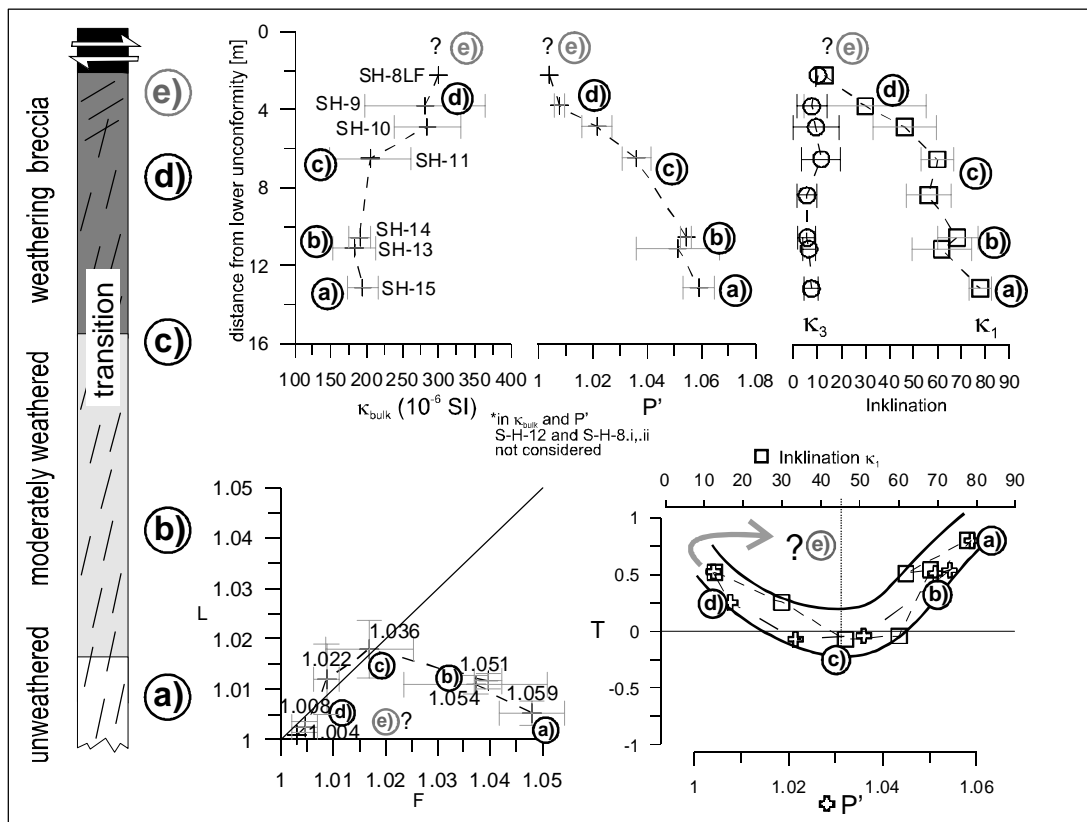 unweathered moderately weathered weathering breccia
transition
e)
d)
c)
b)
a)
distance from lower unconformity [m]
0
4
8
12
16
? e)
SH-8LF
SH-9
d)
SH-10
SH-11
c)
SH-14
b)
SH-13
SH-15
a)
100 150 200 250 300 350 400
κbulk (10-6 SI)
? e)
d)
c)
b)
a)
1 1.02 1.04 1.06 1.08
P'
*in κbulk and P'
S-H-12 and S-H-8.i,.ii
not considered
? e)
d)
c)
b)
a)
κ3 κ1
0 10 20 30 40 50 60 70 80 90
Inklination
L
1.05
1.04
1.03
1.02
1.01
1
1.036
1.022
c)
1.051
b)
1.054
1.059
1.008
d)
e)?
1.004
a)
1 1.01 1.02 1.03 1.04 1.05
F
Inklination κ1
0 10 20 30 40 50 60 70 80 90
T
1
0.5
0
-0.5
-1
? e)
a)
b)
d)
c)
1 1.02 1.04 1.06
P'